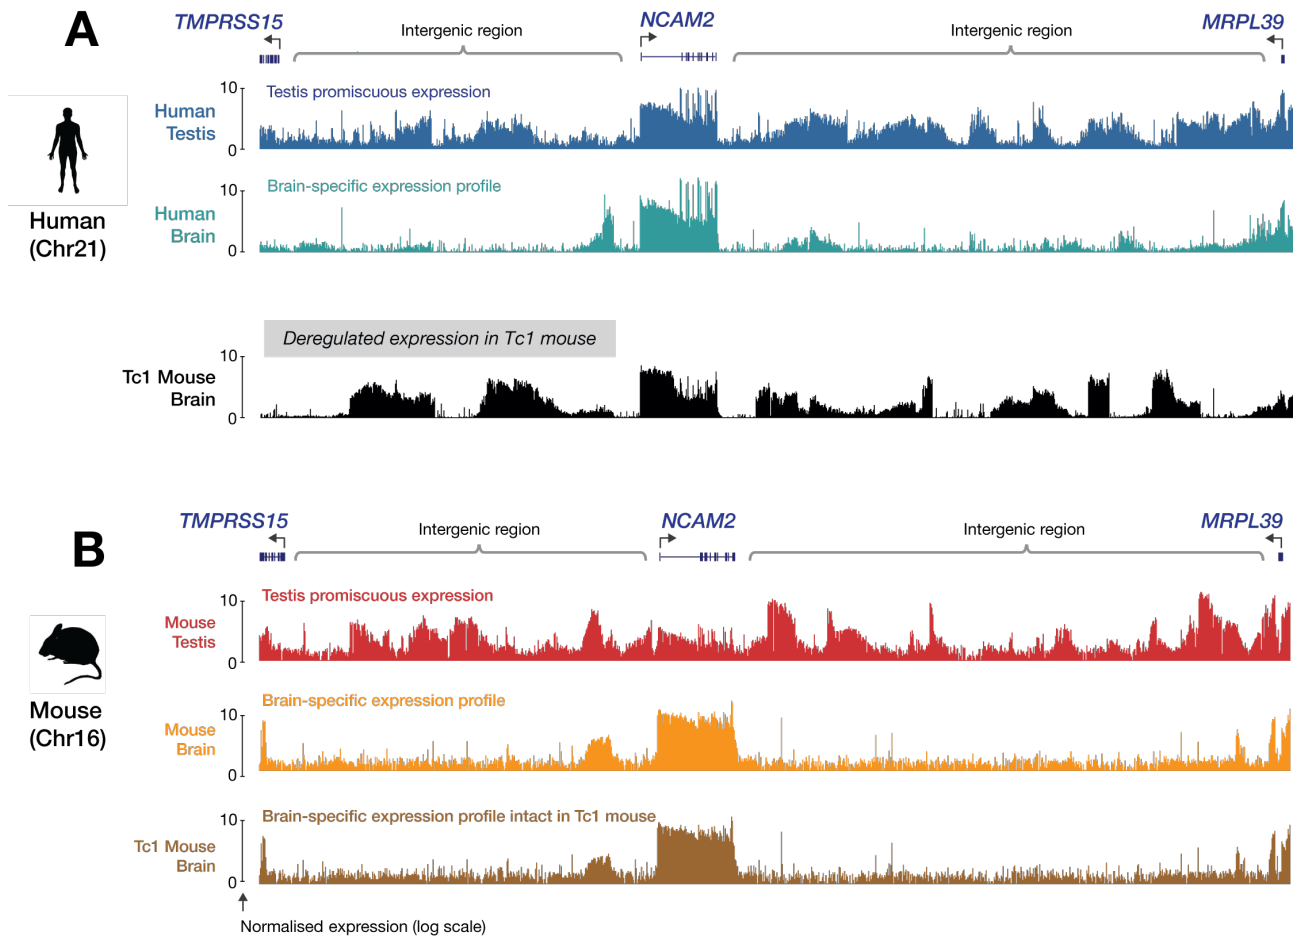 A
TMPRSS15
Intergenic region
NCAM2
Intergenic region
MRPL39
Human
(Chr21)
Human
Testis
10
0
Testis promiscuous expression
Human
Brain
10
0
Brain-specific expression profile
Deregulated expression in Tc1 mouse
Tc1 Mouse
Brain
10
0
B
TMPRSS15
Intergenic region
NCAM2
Intergenic region
MRPL39
Mouse
(Chr16)
Mouse
Testis
10
0
Testis promiscuous expression
Mouse
Brain
10
0
Brain-specific expression profile
Tc1 Mouse
Brain
10
0
Brain-specific expression profile intact in Tc1 mouse
Normalised expression (log scale)